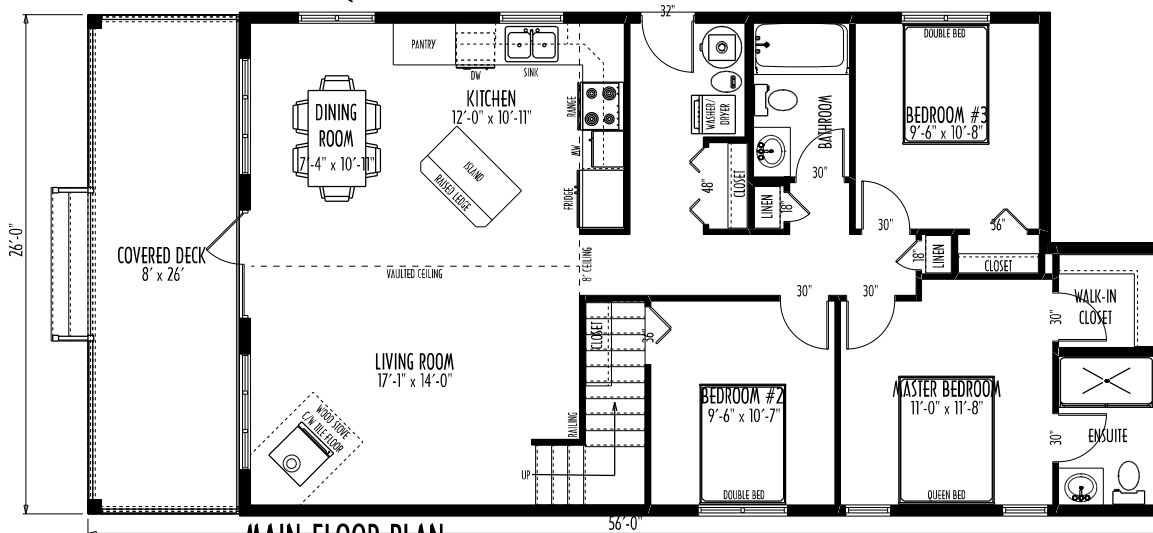 32"
PANTRY
DW
SINK
DOUBLE BED
KITCHEN
12'-0" x 10'-11"
RANGE
WASHER/
DRYER
BATHROOM
BEDROOM #3
9'-6" x 10'-8"
DINING
ROOM
7'-4" x 10'-11"
MW
ISLAND
RAISED LEDGE
FRIDGE
48"
CLOSET
30"
LINEN
18"
30"
36"
26'-0"
COVERED DECK
8' x 26'
VAULTED CEILING
8' CEILING
18"
LINEN
CLOSET
30"
30"
30"
WALK-IN
CLOSET
CLOSET
36"
LIVING ROOM
17'-1" x 14'-0"
BEDROOM #2
9'-6" x 10'-7"
MASTER BEDROOM
11'-0" x 11'-8"
WOOD STOVE
C/W TILE FLOOR
RAILING
30"
ENSUITE
UP
DOUBLE BED
QUEEN BED
56'-0"
MAIN FLOOR PLAN